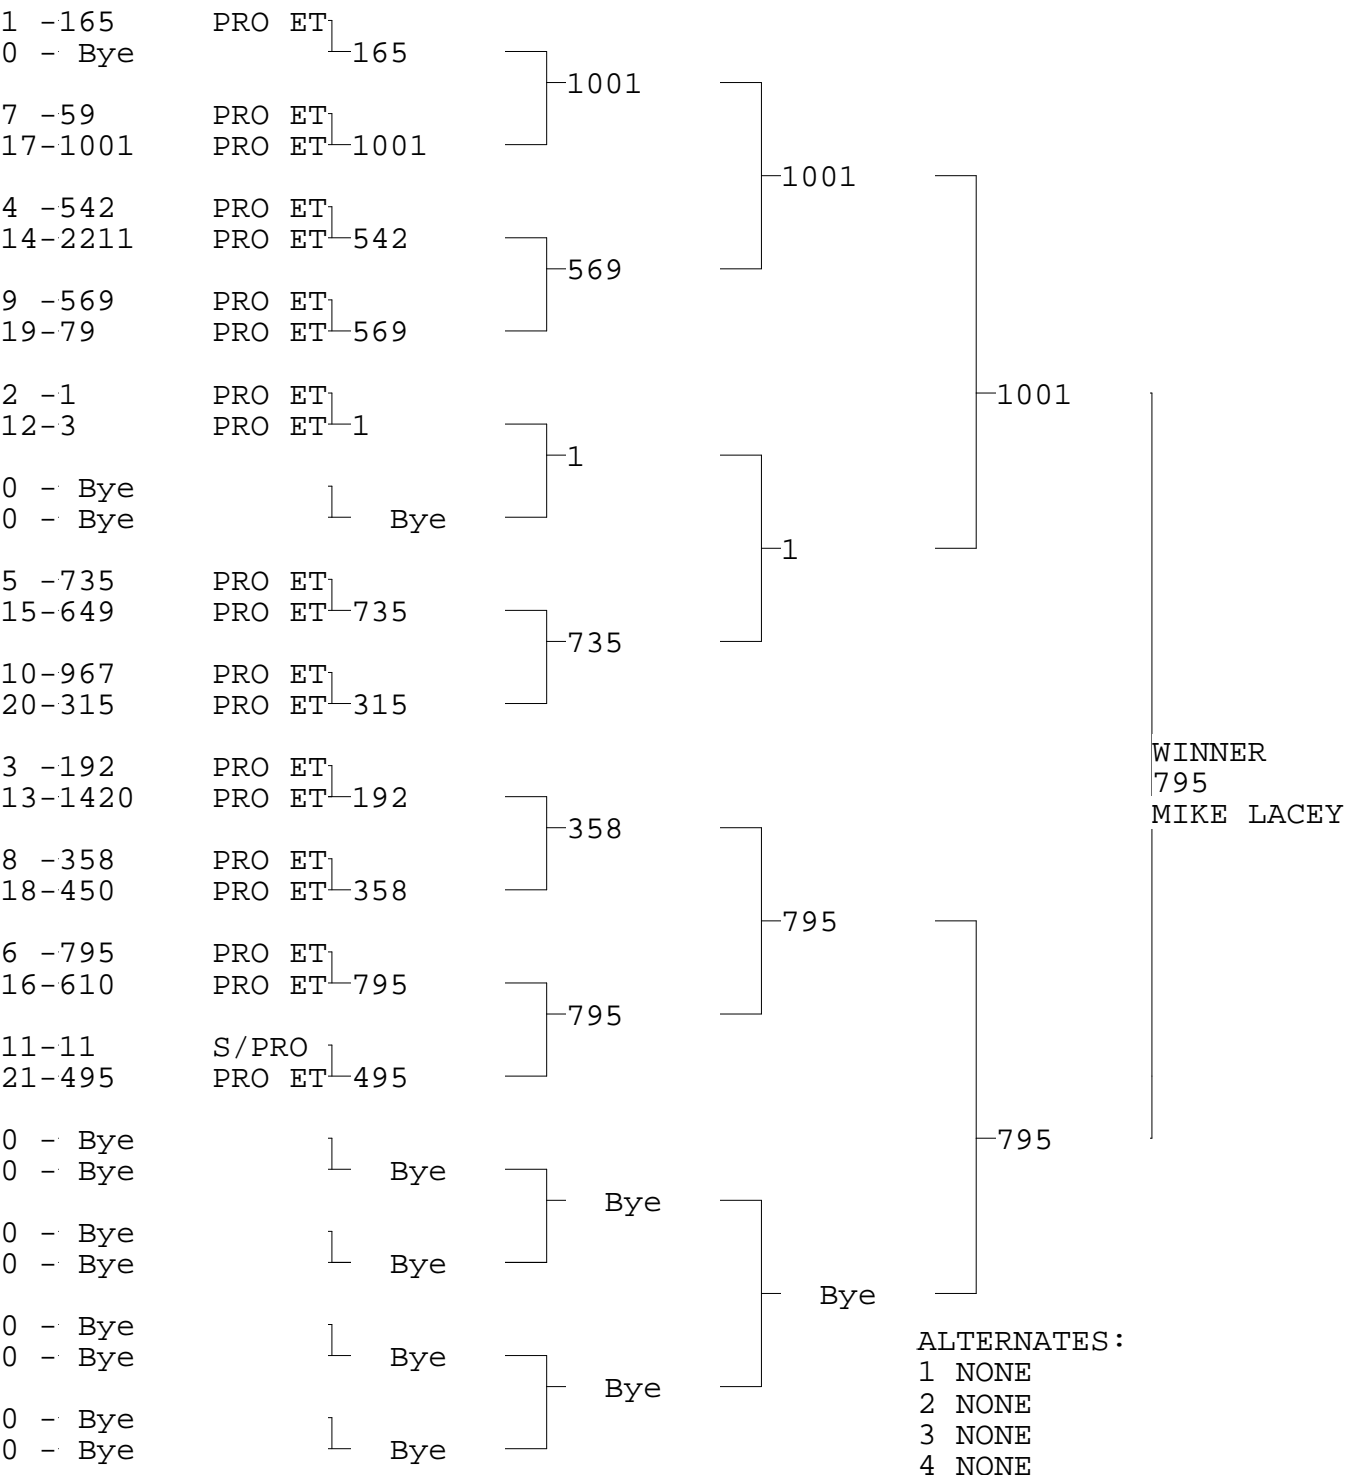 1 -165 PRO ET
0 - Bye 165
1001
7 -59 PRO ET
17-1001 PRO ET 1001
1001
4 -542 PRO ET
14-2211 PRO ET 542
569
9 -569 PRO ET
19-79 PRO ET 569
2 -1 PRO ET 1001
12-3 PRO ET 1
1
0 - Bye
0 - Bye Bye
1
5 -735 PRO ET
15-649 PRO ET 735
735
10-967 PRO ET
20-315 PRO ET 315
WINNER
3 -192 PRO ET
795
13-1420 PRO ET 192
MIKE LACEY
358
8 -358 PRO ET
18-450 PRO ET 358
795
6 -795 PRO ET
16-610 PRO ET 795
795
11-11 S/PRO
21-495 PRO ET 495
0 - Bye 795
0 - Bye Bye
Bye
0 - Bye
0 - Bye Bye
Bye
0 - Bye
ALTERNATES:
0 - Bye Bye
1 NONE
Bye
2 NONE
0 - Bye
3 NONE
0 - Bye Bye
4 NONE